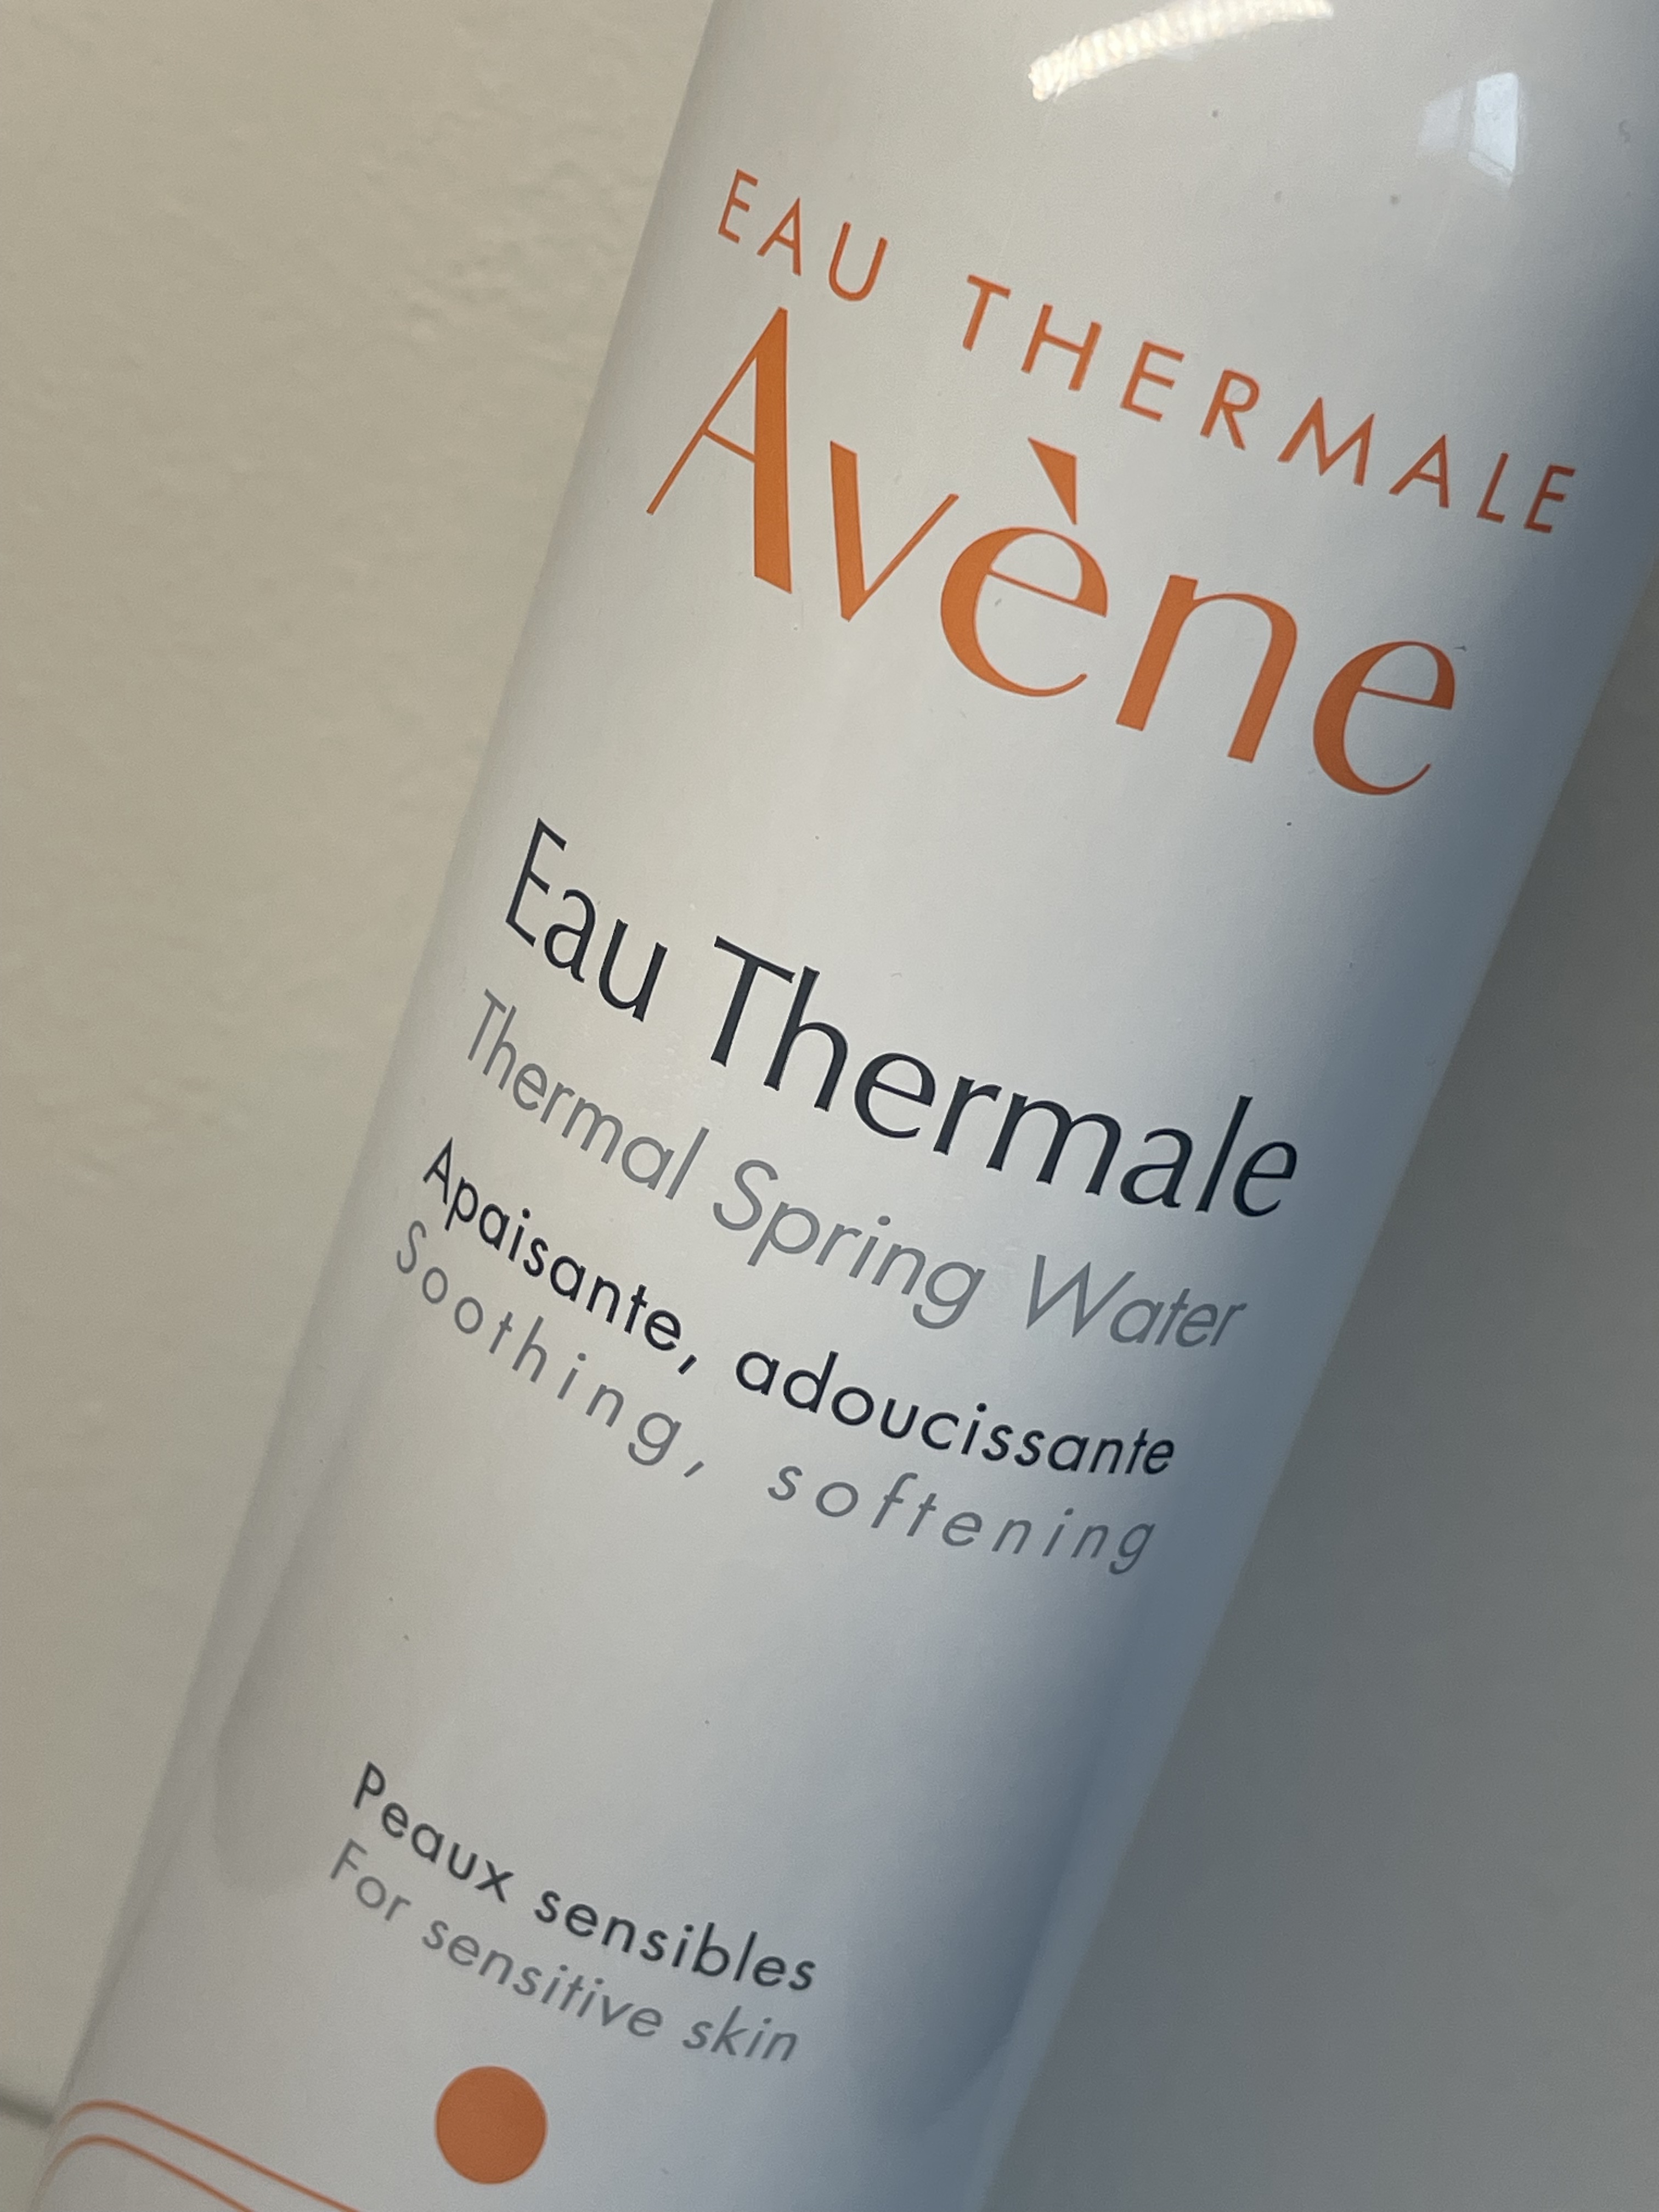 EAU THERMALE
Avène
Eau Thermale
Thermal Spring Water
Apaisante, adoucissante
Soothing, softening
Peaux sensibles
For sensitive skin